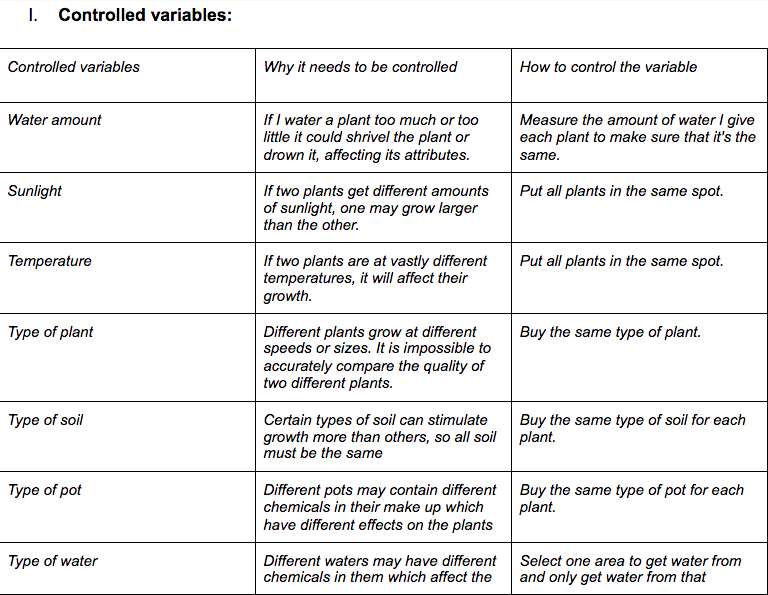 I. Controlled variables:
Controlled variables
Why it needs to be controlled
How to control the variable
Water amount
If I water a plant too much or too
little it could shrivel the plant or
drown it, affecting its attributes.
Measure the amount of water I give
each plant to make sure that it's the
same.
Sunlight
If two plants get different amounts
of sunlight, one may grow larger
than the other.
Put all plants in the same spot.
Temperature
If two plants are at vastly different
temperatures, it will affect their
growth.
Put all plants in the same spot.
Type of plant
Different plants grow at different
speeds or sizes. It is impossible to
accurately compare the quality of
two different plants.
Buy the same type of plant.
Type of soil
Certain types of soil can stimulate
growth more than others, so all soil
must be the same
Buy the same type of soil for each
plant.
Type of pot
Different pots may contain different
chemicals in their make up which
have different effects on the plants
Buy the same type of pot for each
plant.
Type of water
Different waters may have different
chemicals in them which affect the
Select one area to get water from
and only get water from that